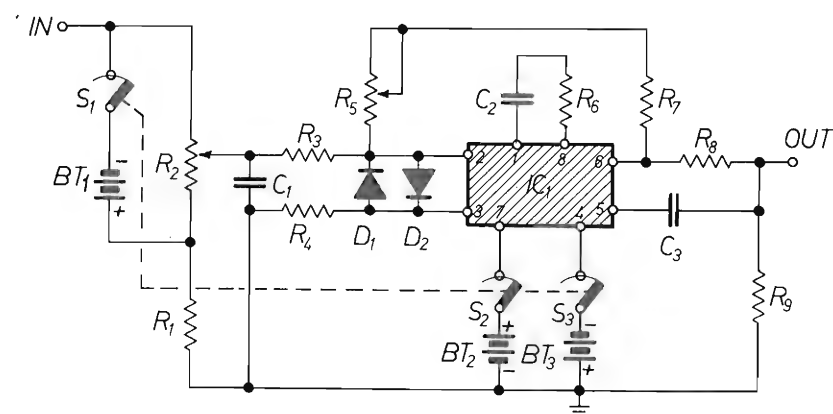 IN
S1
BT1
-
+
R2
R1
C1
R3
R4
R5
D1
D2
C2
R6
R7
2
1
8
6
IC1
3
7
4
5
R8
OUT
C3
R9
S2
S3
+
-
BT2
-
BT3
+